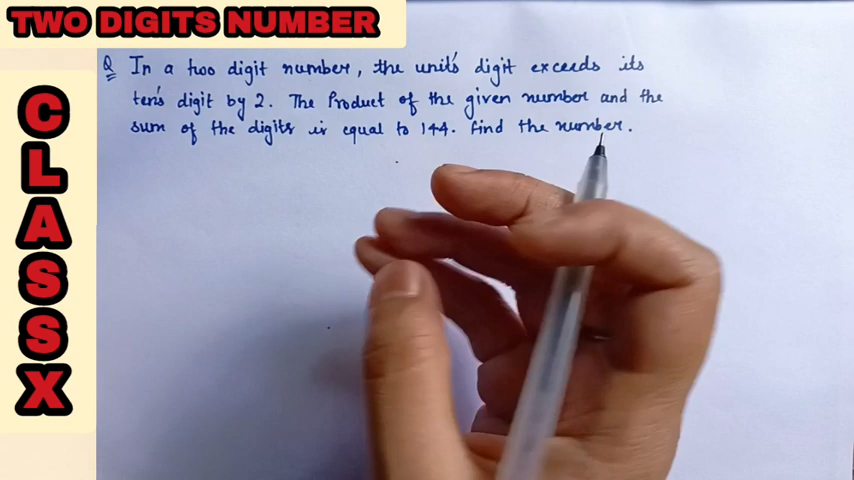 TWO DIGITS NUMBER
CLASSX
Q In a two digit number, the unit's digit exceeds its
ten's digit by 2. The Product of the given number and the
sum of the digits is equal to 144. find the number.